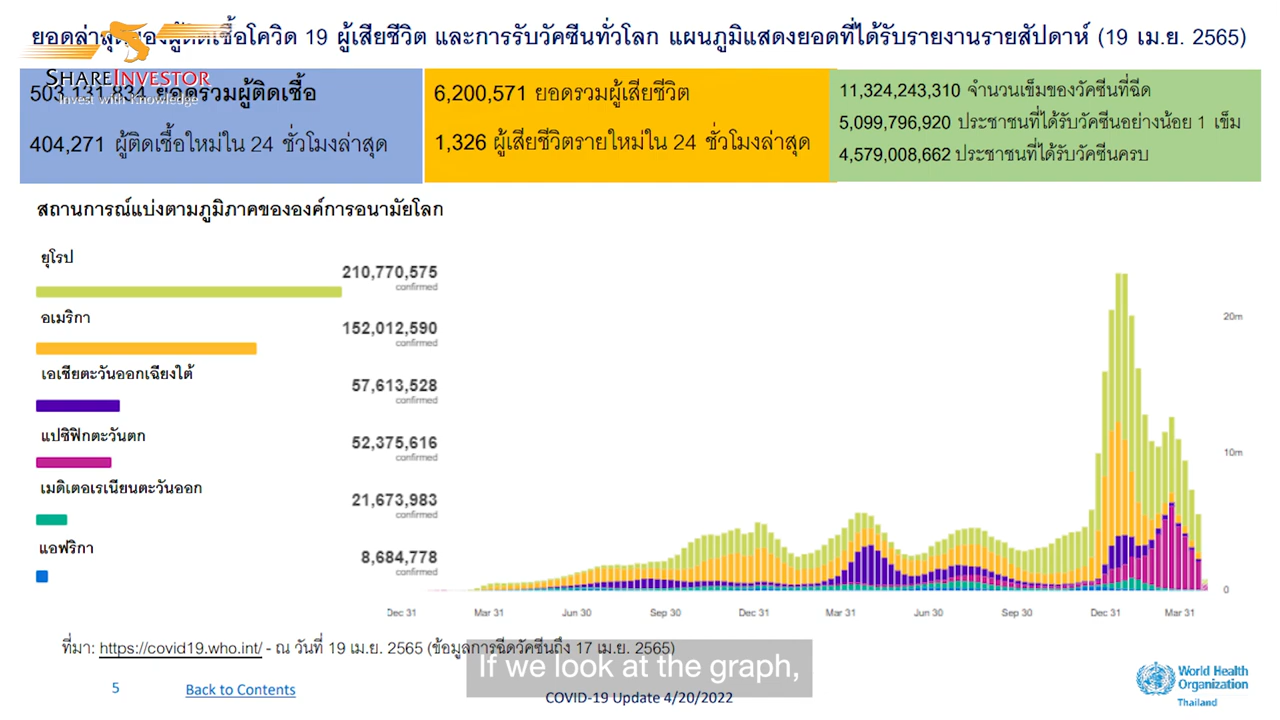 ยอดล่าสุดของผู้ติดเชื้อโควิด 19 ผู้เสียชีวิต และการรับวัคซีนทั่วโลก แผนภูมิแสดงยอดที่ได้รับรายงานรายสัปดาห์ (19 เม.ย. 2565)
SHAREINVESTOR
Invest with Knowledge
503,131,834 ยอดรวมผู้ติดเชื้อ
404,271 ผู้ติดเชื้อใหม่ใน 24 ชั่วโมงล่าสุด
6,200,571 ยอดรวมผู้เสียชีวิต
1,326 ผู้เสียชีวิตรายใหม่ใน 24 ชั่วโมงล่าสุด
11,324,243,310 จำนวนเข็มของวัคซีนที่ฉีด
5,099,796,920 ประชาชนที่ได้รับวัคซีนอย่างน้อย 1 เข็ม
4,579,008,662 ประชาชนที่ได้รับวัคซีนครบ
สถานการณ์แบ่งตามภูมิภาคขององค์การอนามัยโลก
ยุโรป
210,770,575
confirmed
อเมริกา
152,012,590
confirmed
เอเชียตะวันออกเฉียงใต้
57,613,528
confirmed
แปซิฟิกตะวันตก
52,375,616
confirmed
เมดิเตอเรเนียนตะวันออก
21,673,983
confirmed
แอฟริกา
8,684,778
confirmed
20m
10m
0
Dec 31 Mar 31 Jun 30 Sep 30 Dec 31 Mar 31 Jun 30 Sep 30 Dec 31 Mar 31
ที่มา: https://covid19.who.int/ - ณ วันที่ 19 เม.ย. 2565 (ข้อมูลการฉีดวัคซีนถึง 17 เม.ย. 2565)
If we look at the graph,
5 Back to Contents
COVID-19 Update 4/20/2022
World Health
Organization
Thailand